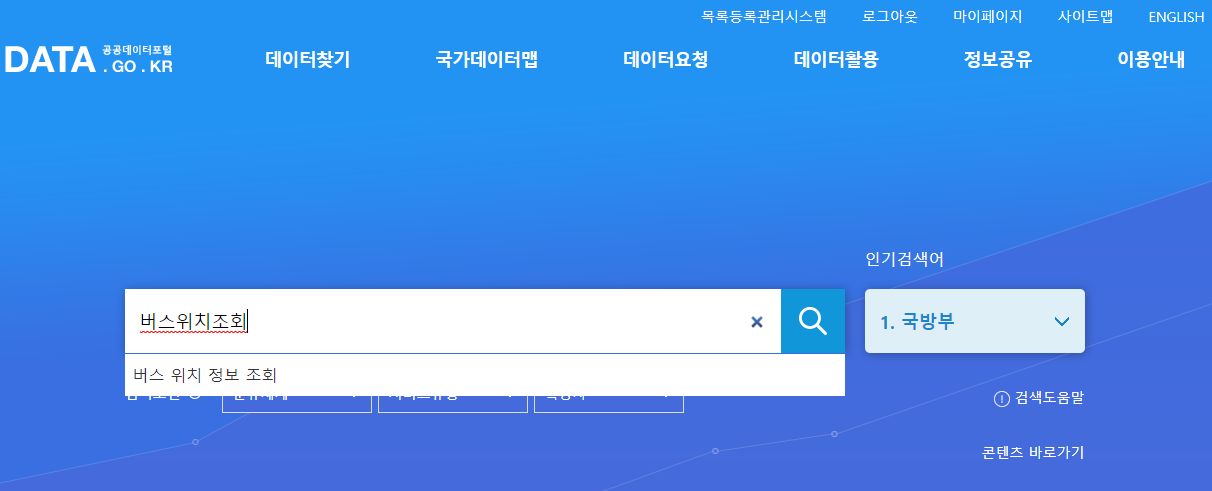 목록등록관리시스템 로그아웃 마이페이지 사이트맵 ENGLISH
DATA 공공데이터포털 . GO . KR
데이터찾기 국가데이터맵 데이터요청 데이터활용 정보공유 이용안내
인기검색어
버스위치조회
1. 국방부
버스 위치 정보 조회
검색도움말
콘텐츠 바로가기